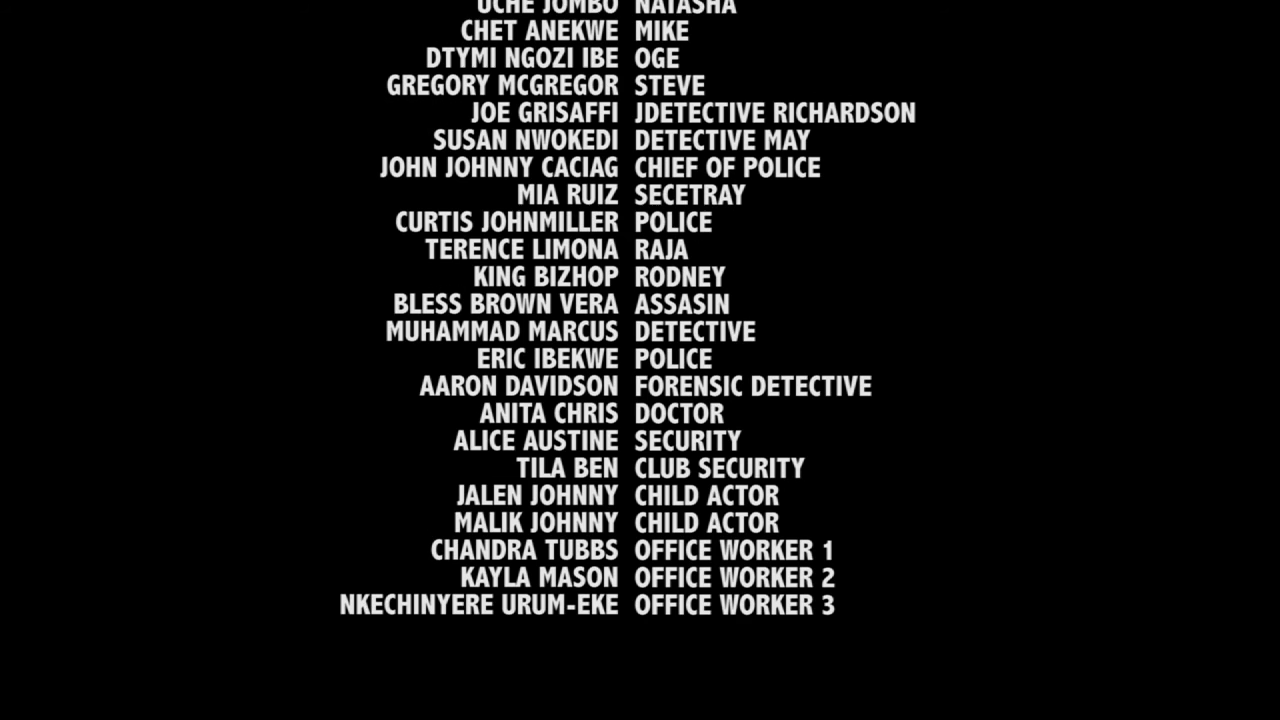 UCHE JOMBO NATASHA
CHET ANEKWE MIKE
DTYMI NGOZI IBE OGE
GREGORY MCGREGOR STEVE
JOE GRISAFFI JDETECTIVE RICHARDSON
SUSAN NWOKEDI DETECTIVE MAY
JOHN JOHNNY CACIAG CHIEF OF POLICE
MIA RUIZ SECETRAY
CURTIS JOHNMILLER POLICE
TERENCE LIMONA RAJA
KING BIZHOP RODNEY
BLESS BROWN VERA ASSASIN
MUHAMMAD MARCUS DETECTIVE
ERIC IBEKWE POLICE
AARON DAVIDSON FORENSIC DETECTIVE
ANITA CHRIS DOCTOR
ALICE AUSTINE SECURITY
TILA BEN CLUB SECURITY
JALEN JOHNNY CHILD ACTOR
MALIK JOHNNY CHILD ACTOR
CHANDRA TUBBS OFFICE WORKER 1
KAYLA MASON OFFICE WORKER 2
NKECHINYERE URUM-EKE OFFICE WORKER 3